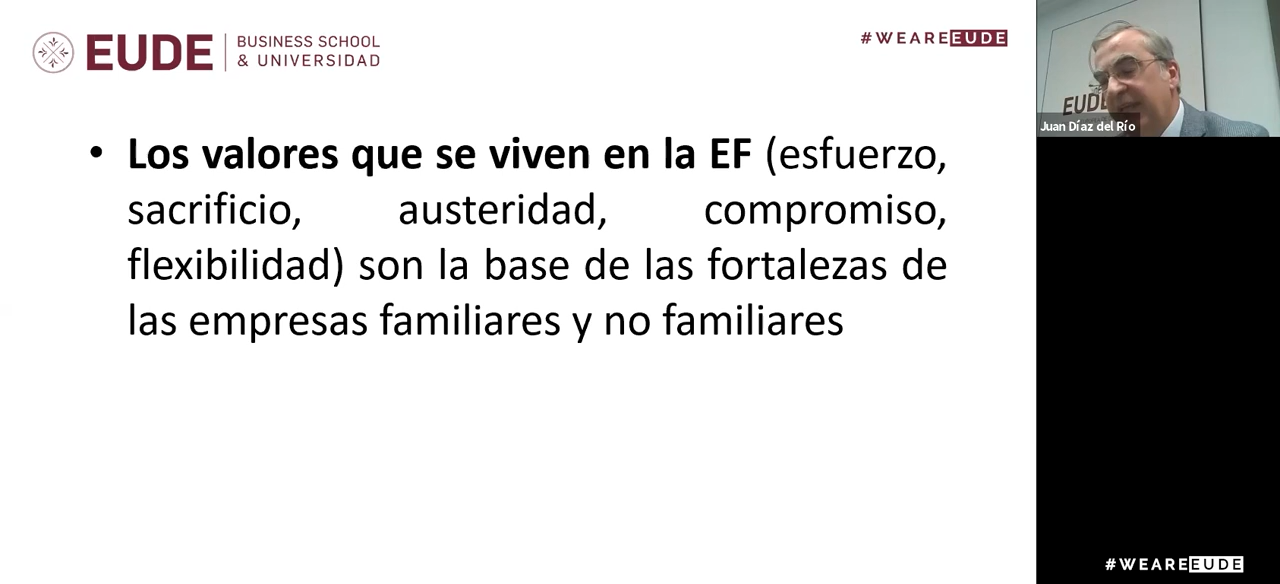 EUDE
BUSINESS SCHOOL
& UNIVERSIDAD
#WEAREEUDE
• Los valores que se viven en la EF (esfuerzo,
sacrificio, austeridad, compromiso,
flexibilidad) son la base de las fortalezas de
las empresas familiares y no familiares
EUDE
Juan Díaz del Río
#WEAREEUDE